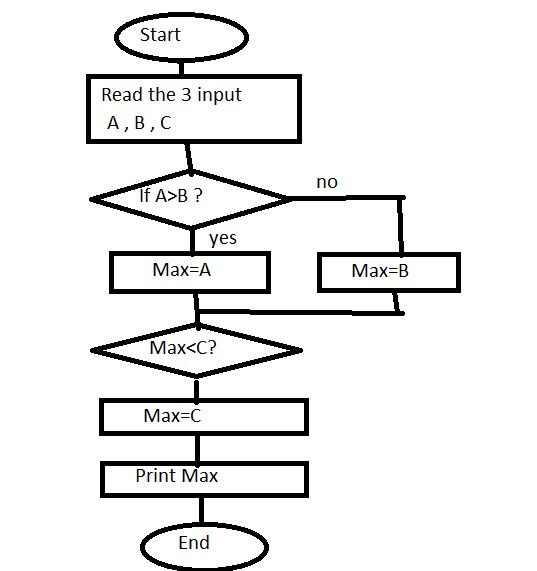 Start
Read the 3 input
A , B , C
If A>B ?
no
yes
Max=A
Max=B
Max<C?
Max=C
Print Max
End